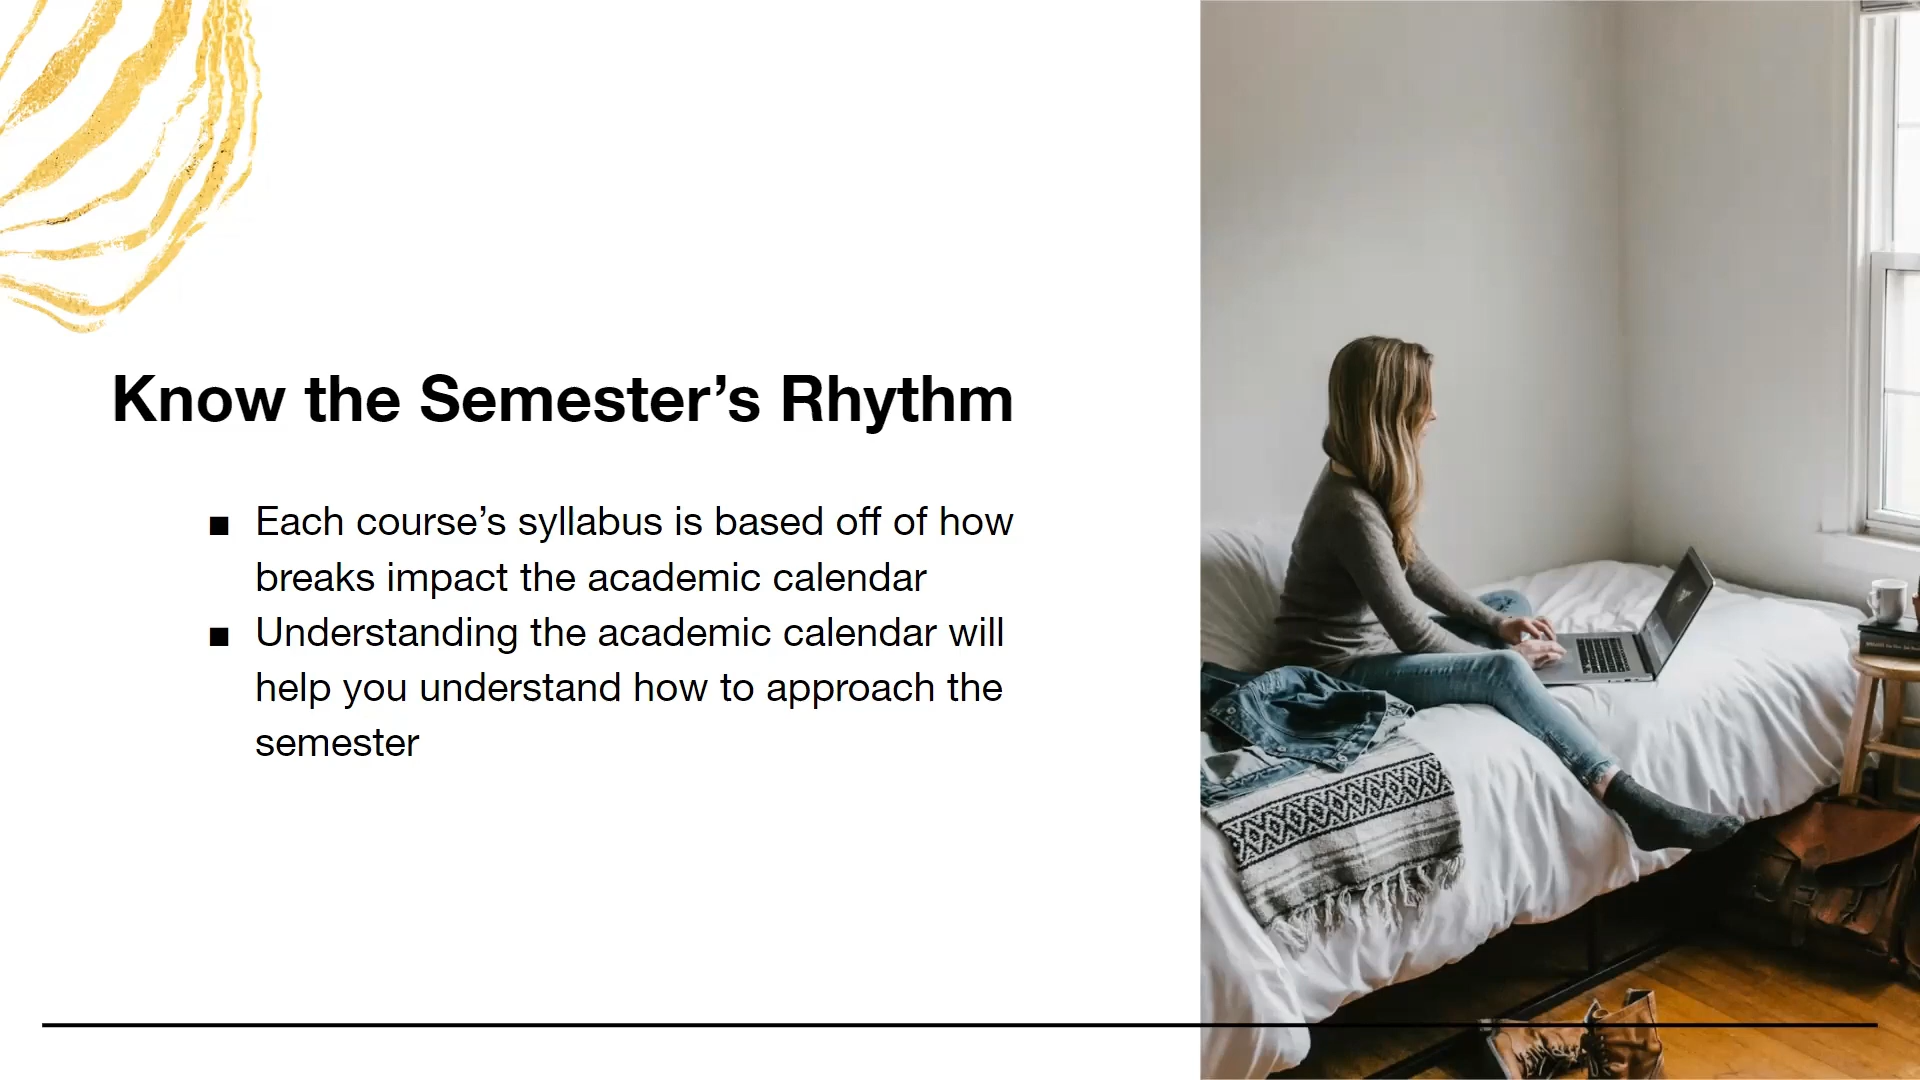 Know the Semester’s Rhythm
■ Each course’s syllabus is based off of how
breaks impact the academic calendar
■ Understanding the academic calendar will
help you understand how to approach the
semester